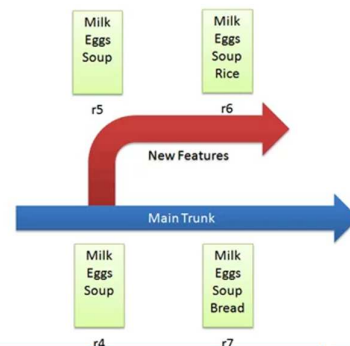 Milk
Eggs
Soup
r5
Milk
Eggs
Soup
Rice
r6
New Features
Main Trunk
Milk
Eggs
Soup
r4
Milk
Eggs
Soup
Bread
r7